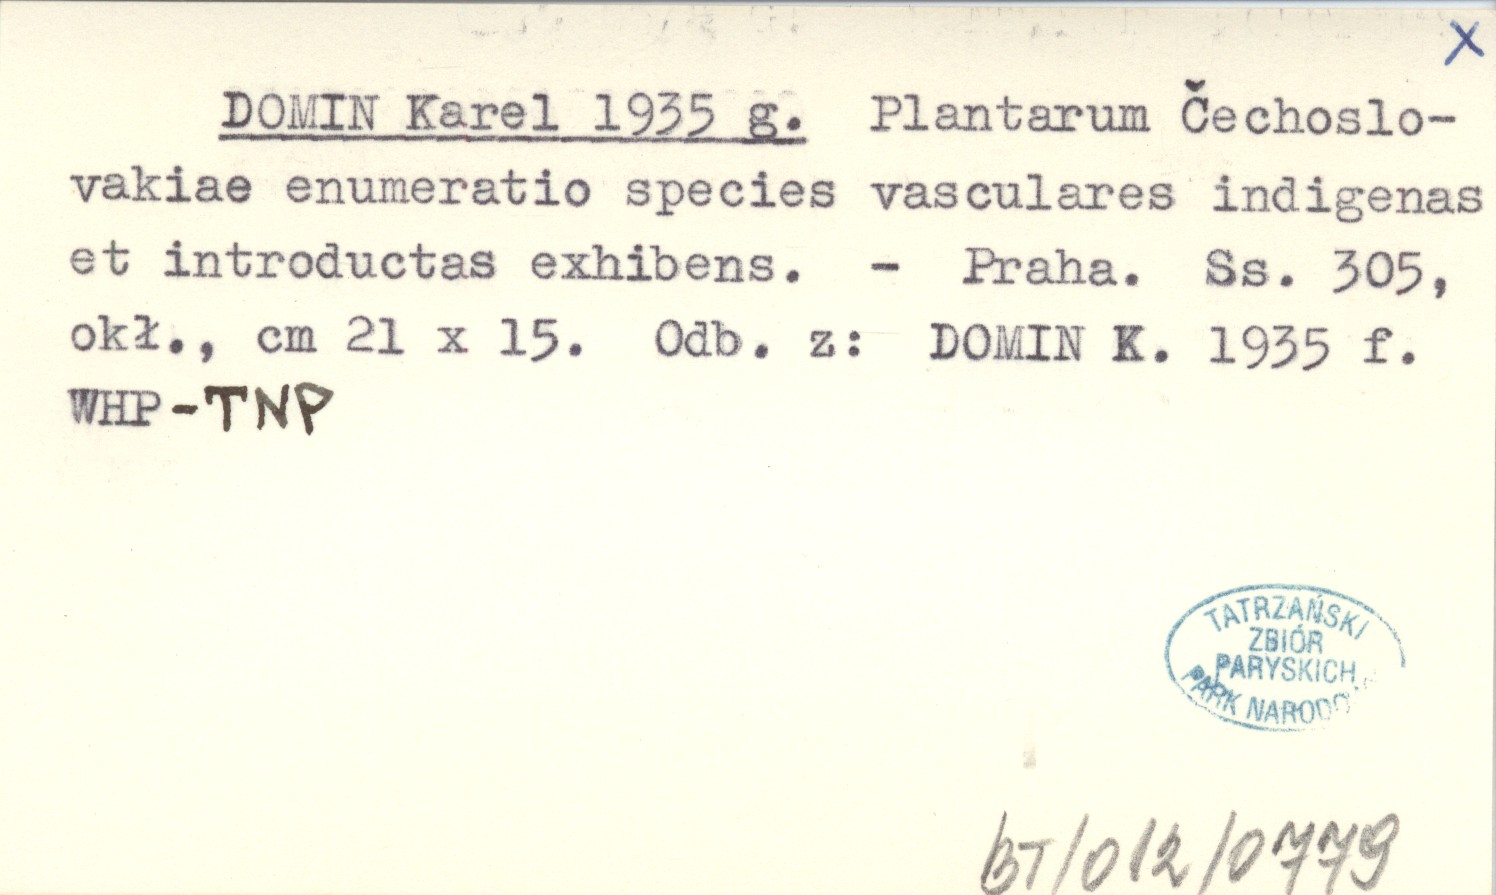 X
DOMIN Karel 1935 g. Plantarum Čechoslo-
vakiae enumeratio species vasculares indigenas
et introductas exhibens. - Praha. Ss. 305,
okł., cm 21 x 15. Odb. z: DOMIN K. 1935 f.
WHP-TNP
TATRZAŃSKI
ZBIÓR
PARYSKICH
PARK
BT/012/0779